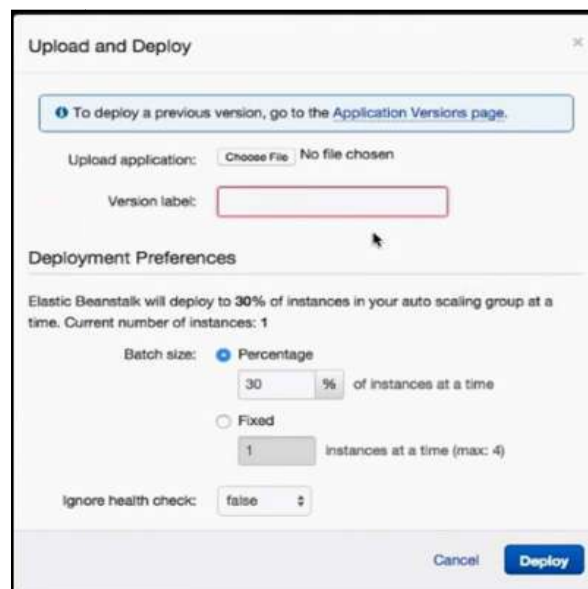 Upload and Deploy
×
To deploy a previous version, go to the Application Versions page.
Upload application: Choose File No file chosen
Version label:
Deployment Preferences
Elastic Beanstalk will deploy to 30% of instances in your auto scaling group at a
time. Current number of instances: 1
Batch size: Percentage
30 % of instances at a time
Fixed
1 instances at a time (max: 4)
Ignore health check: false
Cancel Deploy